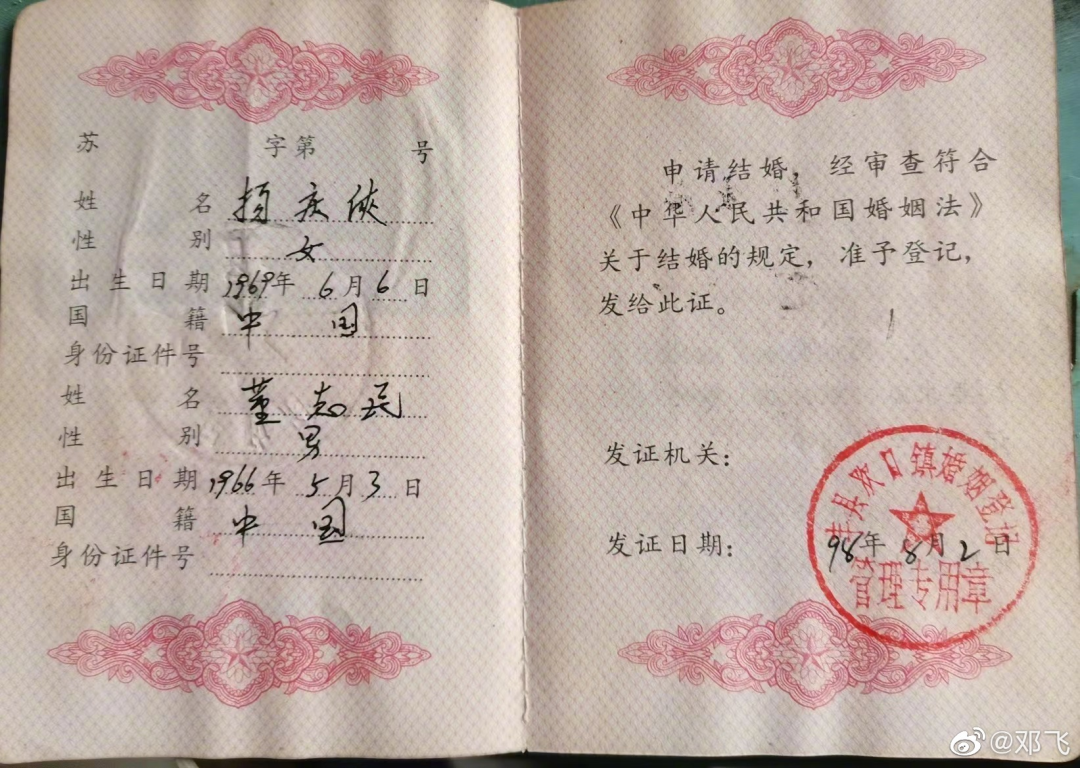 苏 字第 号
姓 名 杨庆侠
性 别 女
出生日期 1969年 6月 6日
国 籍 中 国
身份证件号
姓 名 董志民
性 别 男
出生日期 1966年 5月 3日
国 籍 中 国
身份证件号
申请结婚, 经审查符合
《中华人民共和国婚姻法》
关于结婚的规定, 准予登记,
发给此证。
发证机关:
发证日期: 98年 8月 2日
丰县欢口镇婚姻登记
管理专用章
@邓飞